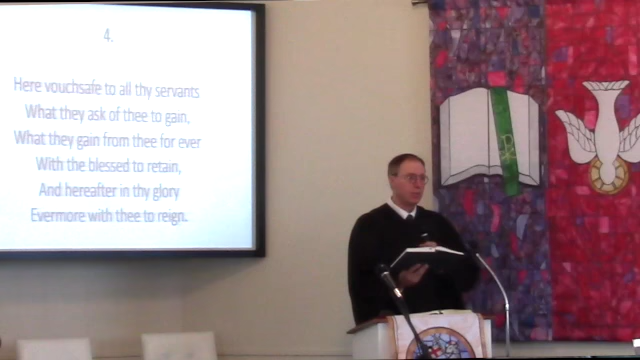 4.
Here vouchsafe to all thy servants
What they ask of thee to gain,
What they gain from thee for ever
With the blessed to retain,
And hereafter in thy glory
Evermore with thee to reign.